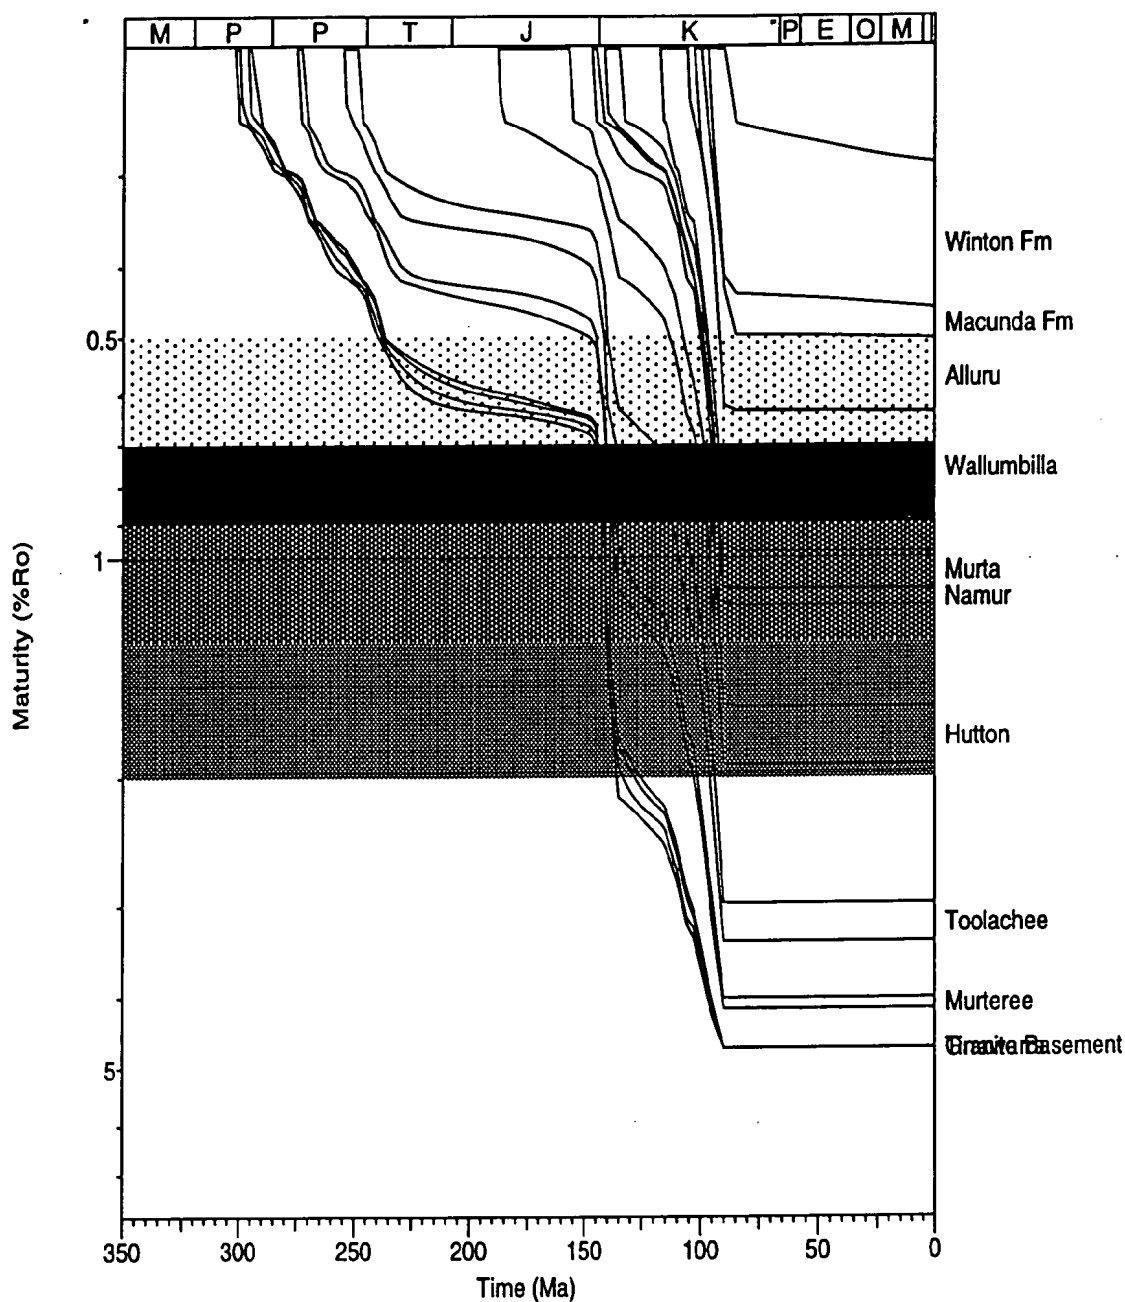 M P P T J K P E O M
Winton Fm
Macunda Fm
0.5
Alluru
Wallumbilla
Maturity (%Ro)
1
Murta
Namur
Hutton
Toolachee
Murteree
Basement
5
350 300 250 200 150 100 50 0
Time (Ma)